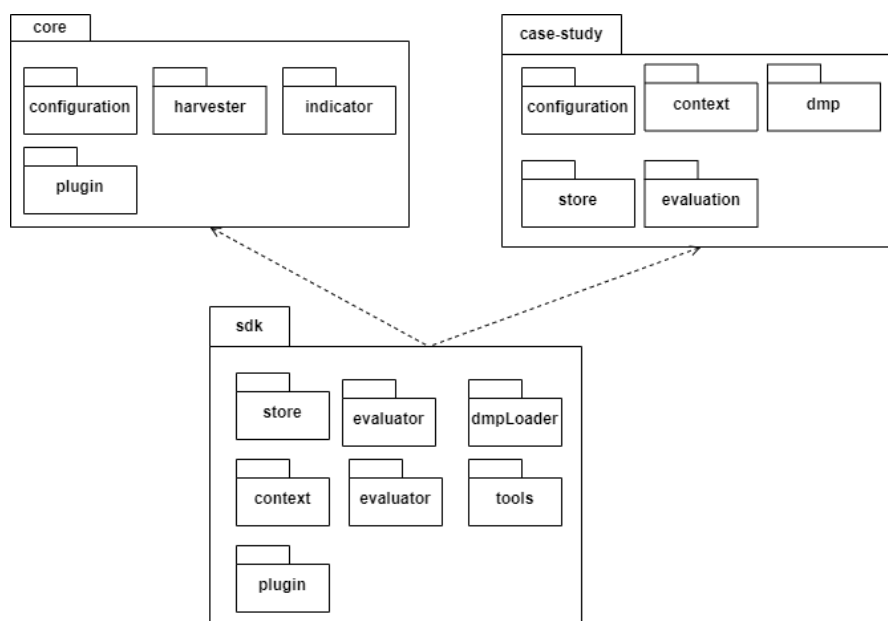 core
configuration
harvester
indicator
plugin
case-study
configuration
context
dmp
store
evaluation
sdk
store
evaluator
dmpLoader
context
evaluator
tools
plugin